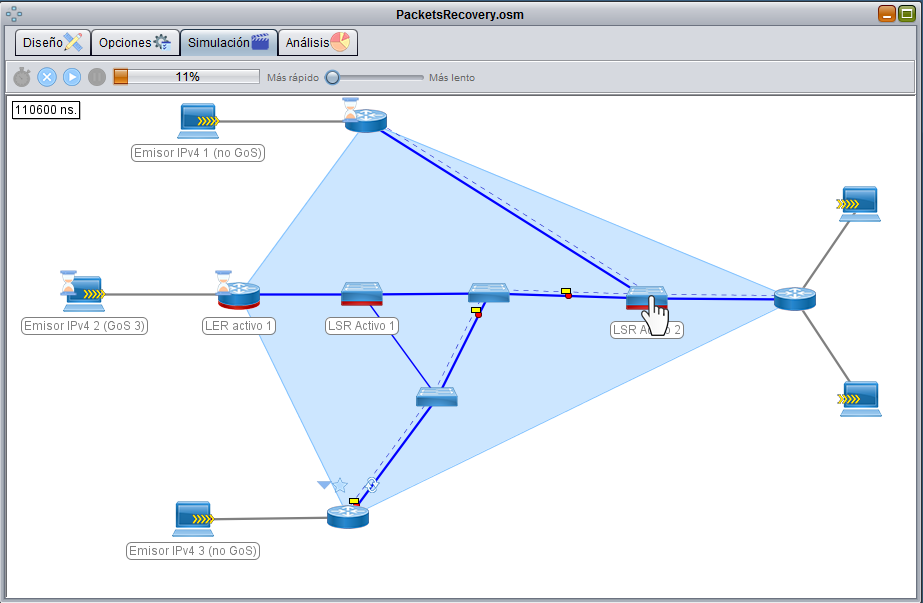 PacketsRecovery.osm
Diseño
Opciones
Simulación
Análisis
11%
Más rápido
Más lento
110600 ns.
Emisor IPv4 1 (no GoS)
Emisor IPv4 2 (GoS 3)
LER activo 1
LSR Activo 1
LSR 2
Emisor IPv4 3 (no GoS)